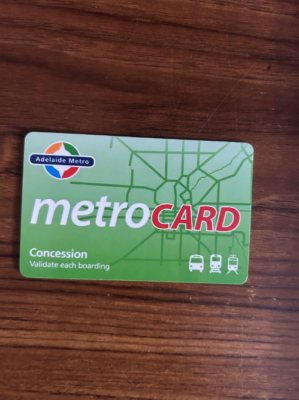 Adelaide Metro
metroCARD
Concession
Validate each boarding